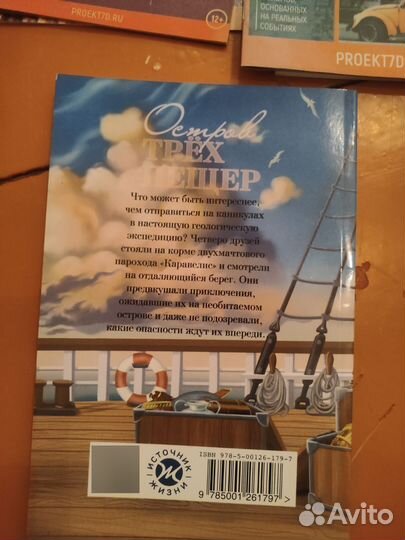 PROEKT7D.RU
12+
ОСНОВАННЫХ
НА РЕАЛЬНЫХ
СОБЫТИЯХ
PROEKT7D
Остров
ТРЁХ
ПЕЩЕР
Что может быть интереснее,
чем отправиться на каникулах
в настоящую геологическую
экспедицию? Четверо друзей
стояли на корме двухмачтового
парохода «Каравелис» и смотрели
на отдаляющийся берег. Они
предвкушали приключения,
ожидавшие их на необитаемом
острове и даже не подозревали,
какие опасности ждут их впереди.
ИСТОЧНИК
ЖИЗНИ
ISBN 978-5-00126-179-7
9 785001 261797 >
Avito